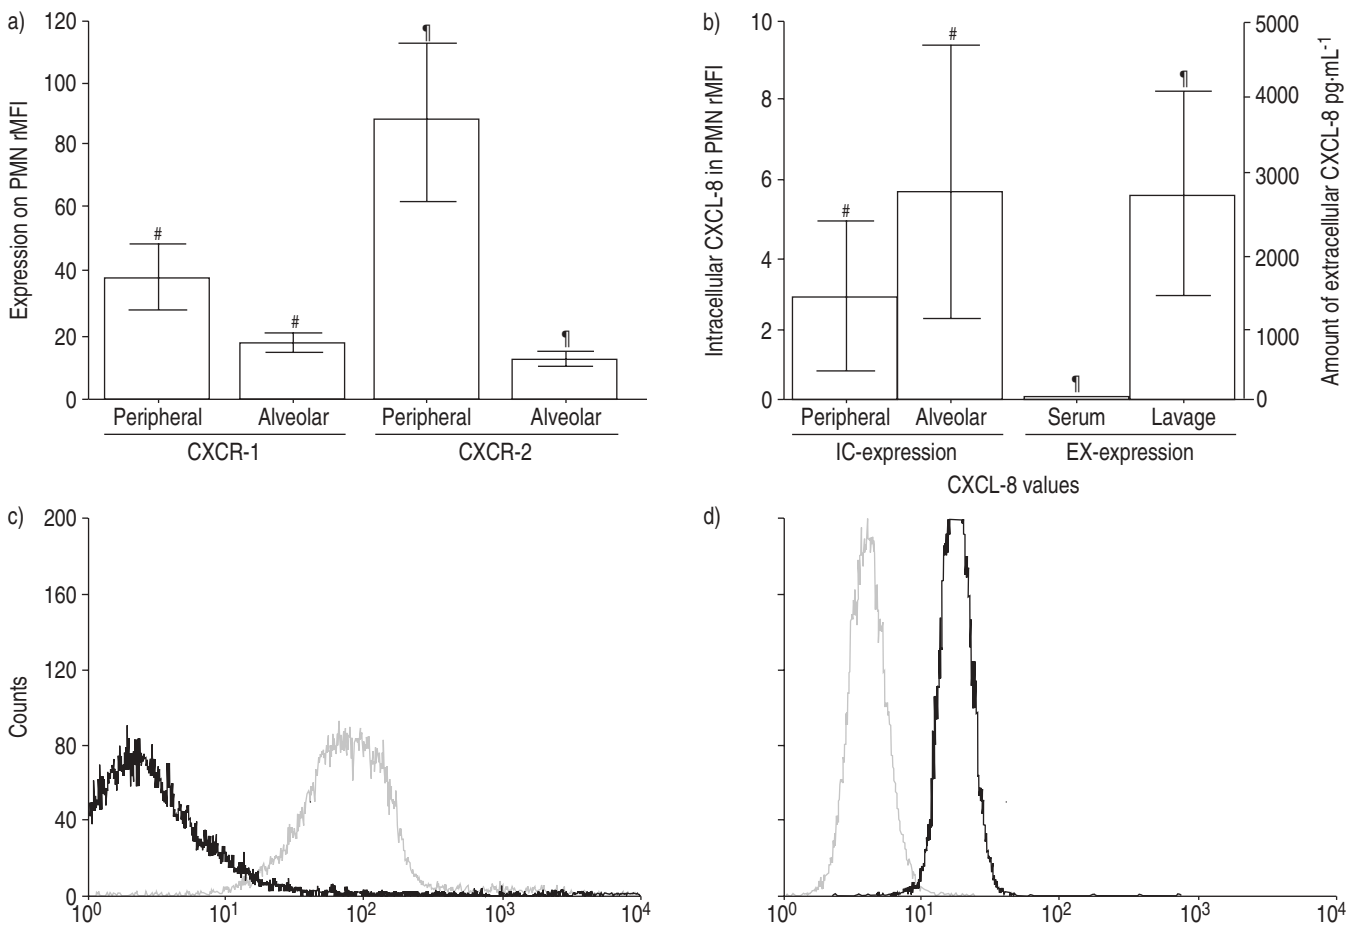 a)
120
100
80
60
40
20
0
Expression on PMN rMFI
#
#
¶
¶
Peripheral Alveolar Peripheral Alveolar
CXCR-1 CXCR-2
b)
10
8
6
4
2
0
Intracellular CXCL-8 in PMN rMFI
#
#
¶
¶
5000
4000
3000
2000
1000
0
Amount of extracellular CXCL-8 pg·mL-1
Peripheral Alveolar Serum Lavage
IC-expression EX-expression
CXCL-8 values
c)
200
160
120
80
40
0
Counts
10⁰ 10¹ 10² 10³ 10⁴
d)
10⁰ 10¹ 10² 10³ 10⁴